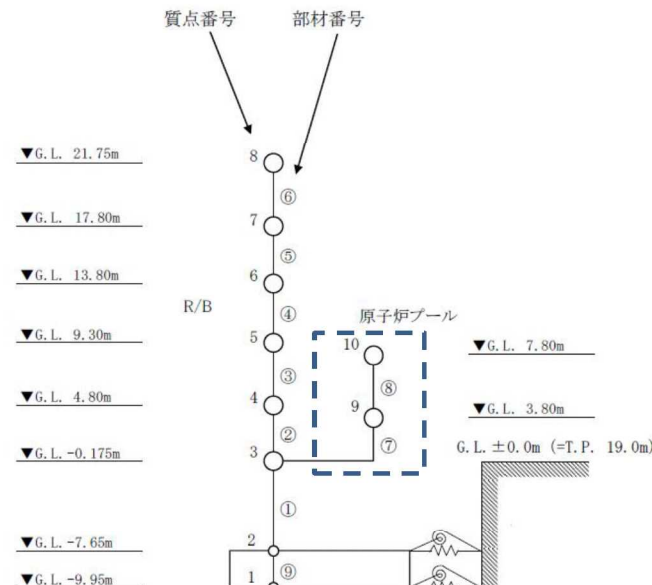 質点番号 部材番号
▼G.L. 21.75m 8
⑥
▼G.L. 17.80m 7
⑤
▼G.L. 13.80m 6
R/B ④ 原子炉プール
▼G.L. 9.30m 5 10 ▼G.L. 7.80m
③ ⑧
▼G.L. 4.80m 4 9 ▼G.L. 3.80m
② ⑦ G.L.±0.0m (=T.P. 19.0m)
▼G.L.-0.175m 3
①
▼G.L.-7.65m 2
▼G.L.-9.95m 1 ⑨